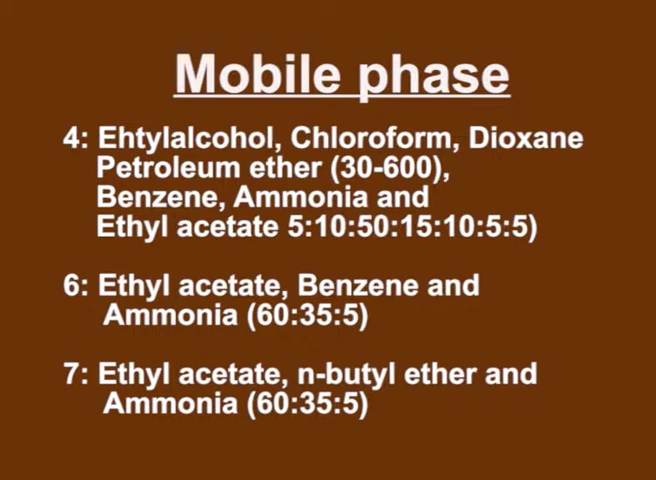 Mobile phase
4: Ehtylalcohol, Chloroform, Dioxane
Petroleum ether (30-600),
Benzene, Ammonia and
Ethyl acetate 5:10:50:15:10:5:5)
6: Ethyl acetate, Benzene and
Ammonia (60:35:5)
7: Ethyl acetate, n-butyl ether and
Ammonia (60:35:5)